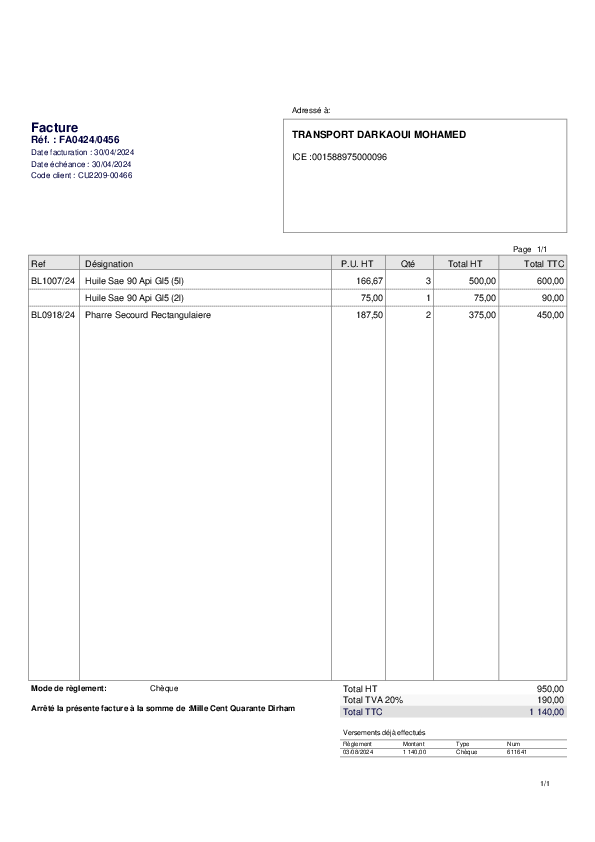 Adressé à:
Facture
Réf. : FA0424/0456
Date facturation : 30/04/2024
Date échéance : 30/04/2024
Code client : CU2209-00466
TRANSPORT DARKAOUI MOHAMED
ICE :001588975000096
Page 1/1
Ref Désignation P.U. HT Qté Total HT Total TTC
BL1007/24 Huile Sae 90 Api Gl5 (5l) 166,67 3 500,00 600,00
Huile Sae 90 Api Gl5 (2l) 75,00 1 75,00 90,00
BL0918/24 Pharre Secourd Rectangulaiere 187,50 2 375,00 450,00
Mode de règlement: Chèque
Arrêté la présente facture à la somme de :Mille Cent Quarante Dirham
Total HT 950,00
Total TVA 20% 190,00
Total TTC 1 140,00
Versements déjà effectués
Règlement Montant Type Num
03/08/2024 1 140,00 Chèque 611641
1/1